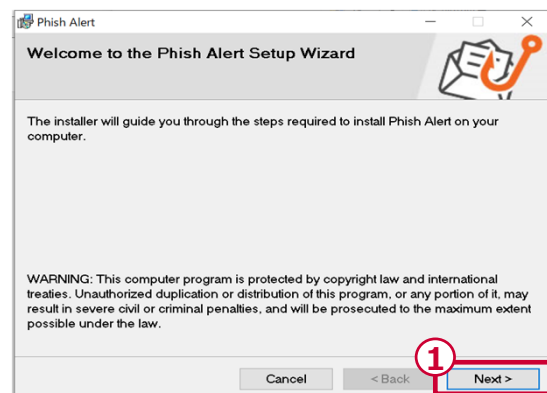 Phish Alert
Welcome to the Phish Alert Setup Wizard
The installer will guide you through the steps required to install Phish Alert on your
computer.
WARNING: This computer program is protected by copyright law and international
treaties. Unauthorized duplication or distribution of this program, or any portion of it, may
result in severe civil or criminal penalties, and will be prosecuted to the maximum extent
possible under the law.
1
Cancel
< Back
Next >